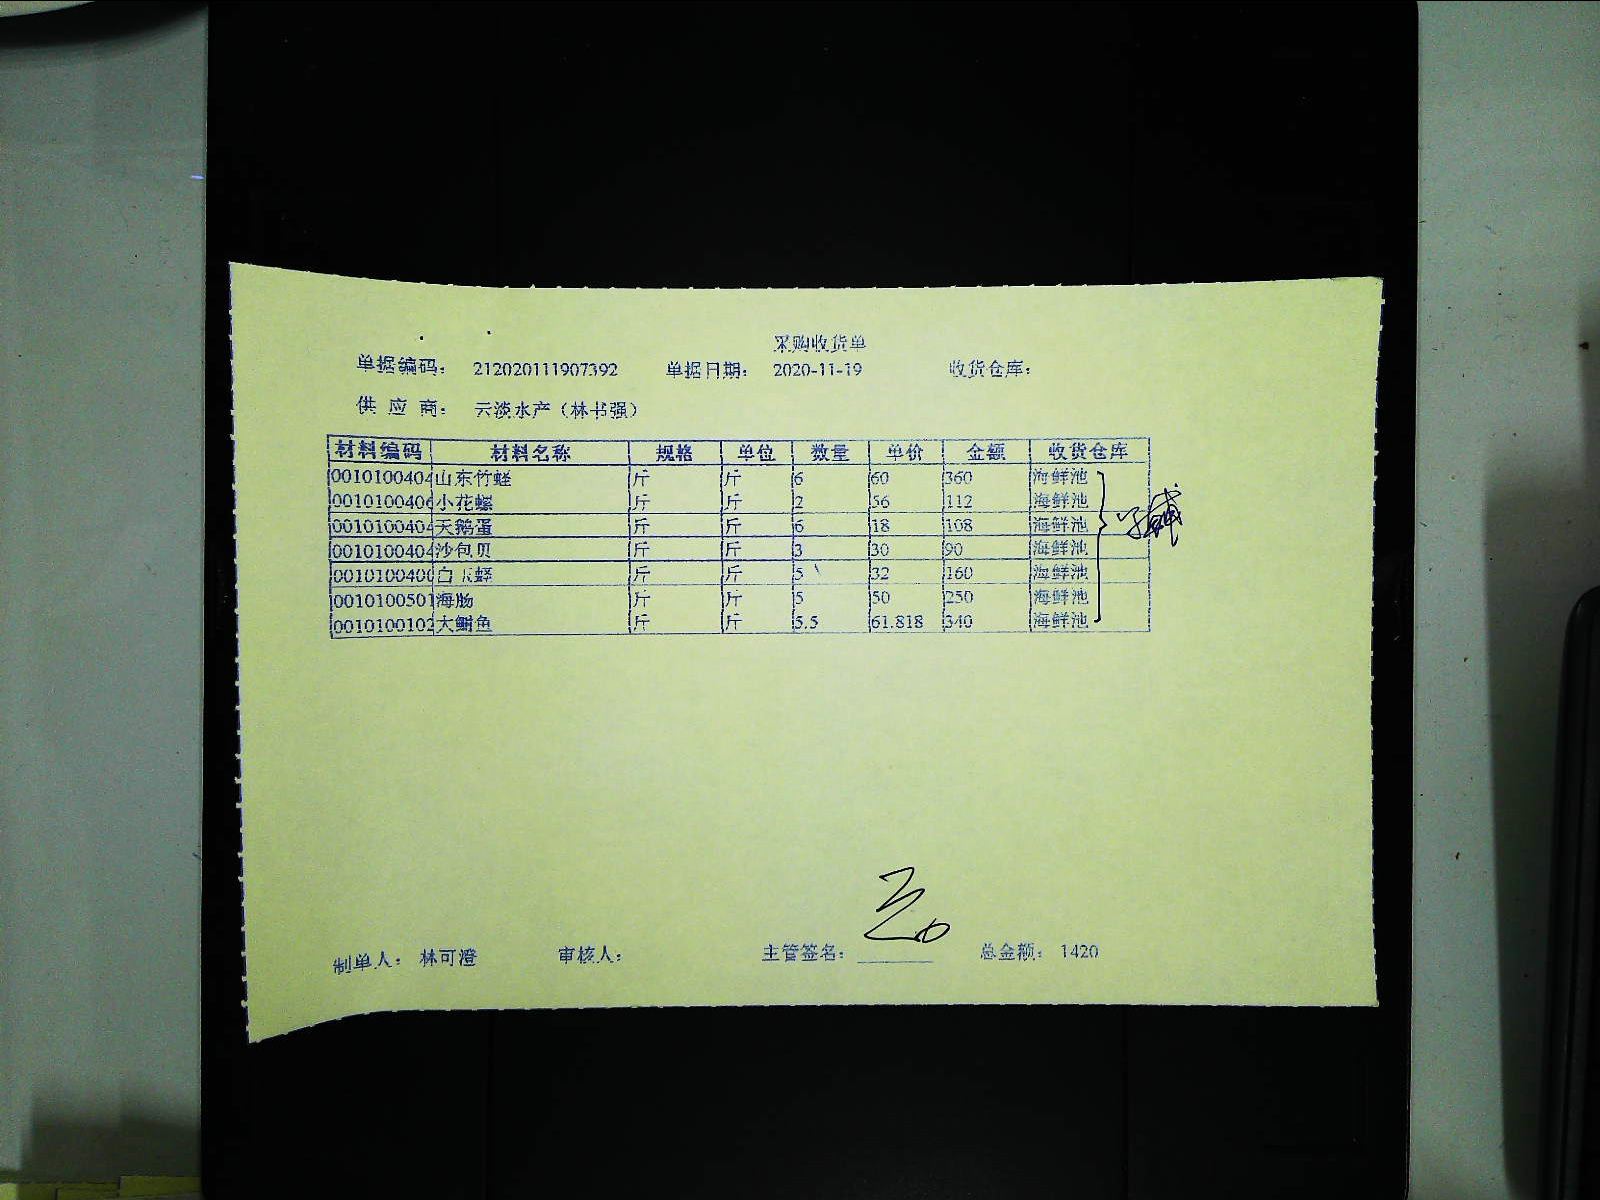 采购收货单
单据编码： 212020111907392 单据日期： 2020-11-19 收货仓库：
供 应 商： 云淡水产（林书强）
材料编码 材料名称 规格 单位 数量 单价 金额 收货仓库
0010100404 山东竹蛏 斤 斤 6 60 360 海鲜池
001010040 小花螺 斤 斤 2 56 112 海鲜池
0010100404 天鹅蛋 斤 斤 6 18 108 海鲜池
0010100404 沙包贝 斤 斤 3 30 90 海鲜池
001010040 白玉蛏 斤 斤 5 32 160 海鲜池
0010100501 海肠 斤 斤 5 50 250 海鲜池
0010100102 大鲷鱼 斤 斤 5.5 61.818 340 海鲜池
制单人： 林可澄 审核人： 主管签名： 总金额： 1420